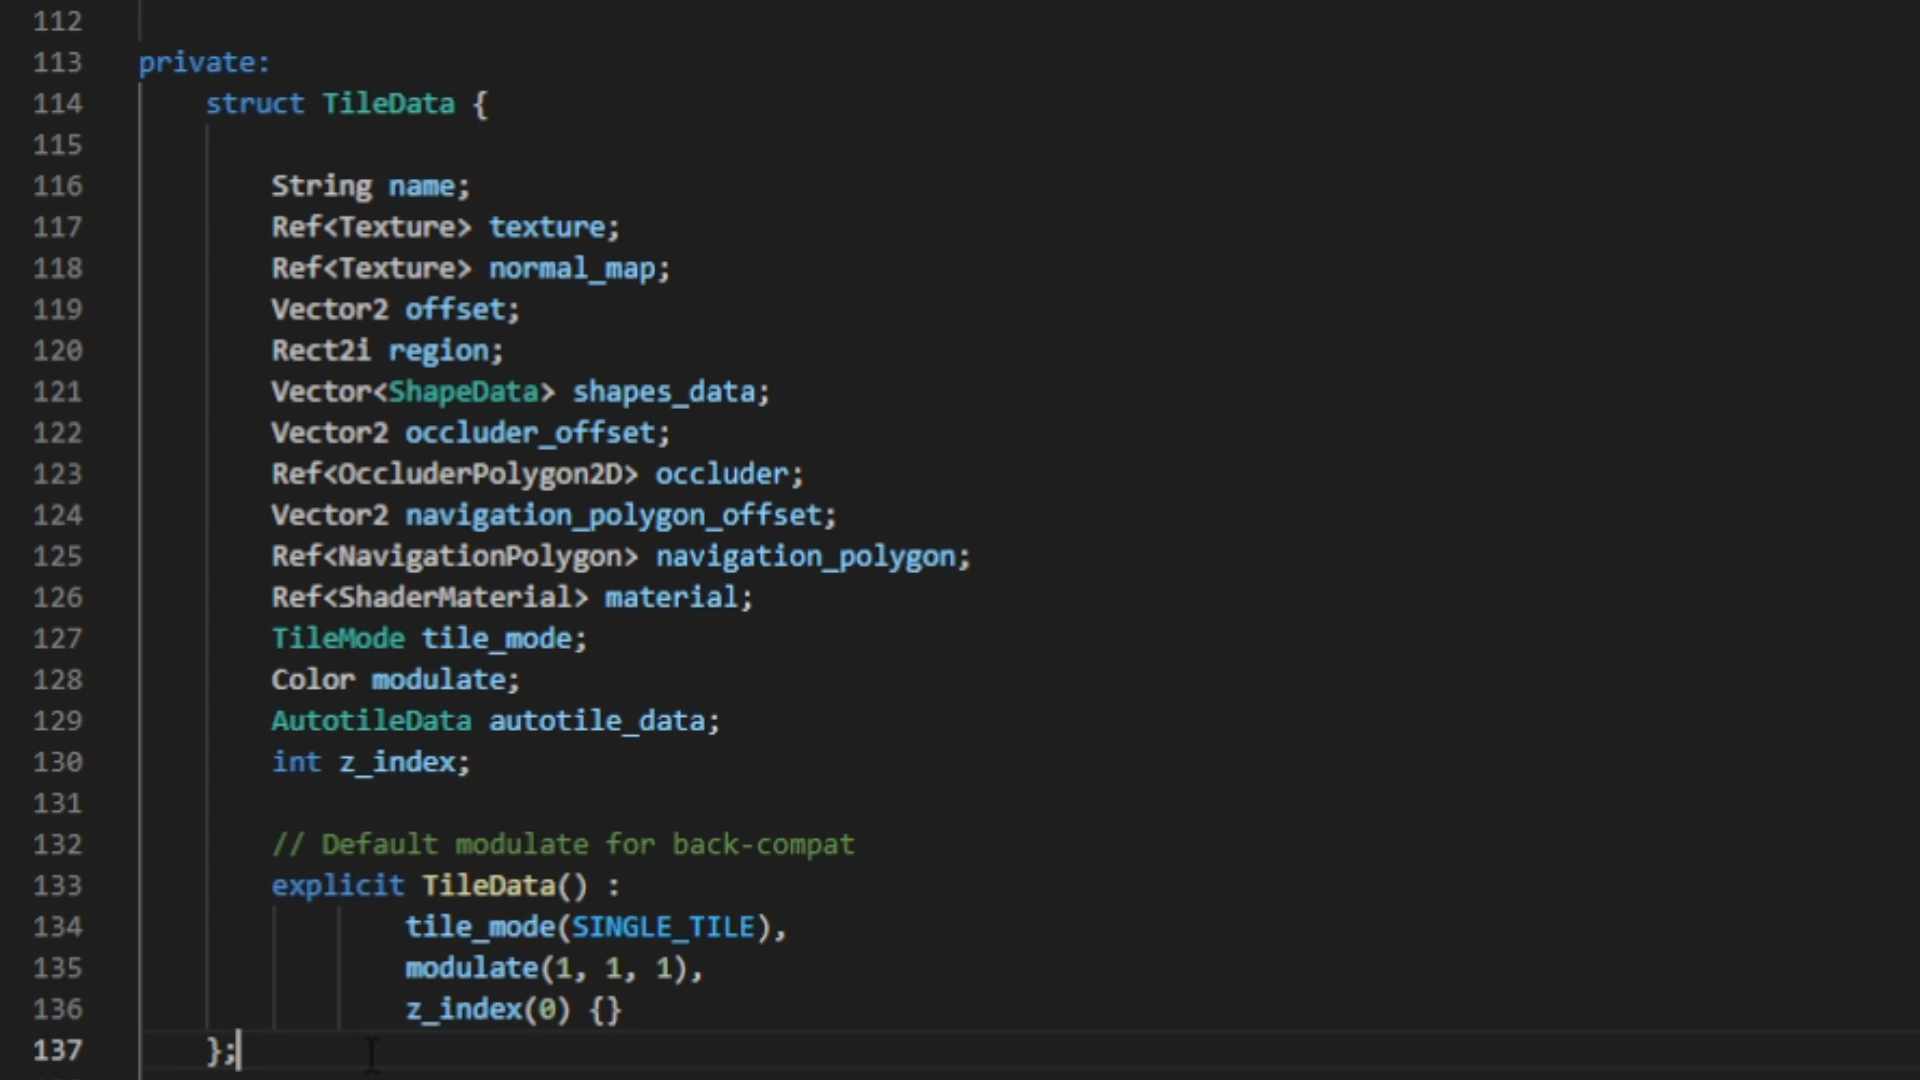 112
113 private:
114 struct TileData {
115
116 String name;
117 Ref<Texture> texture;
118 Ref<Texture> normal_map;
119 Vector2 offset;
120 Rect2i region;
121 Vector<ShapeData> shapes_data;
122 Vector2 occluder_offset;
123 Ref<OccluderPolygon2D> occluder;
124 Vector2 navigation_polygon_offset;
125 Ref<NavigationPolygon> navigation_polygon;
126 Ref<ShaderMaterial> material;
127 TileMode tile_mode;
128 Color modulate;
129 AutotileData autotile_data;
130 int z_index;
131
132 // Default modulate for back-compat
133 explicit TileData() :
134 tile_mode(SINGLE_TILE),
135 modulate(1, 1, 1),
136 z_index(0) {}
137 };